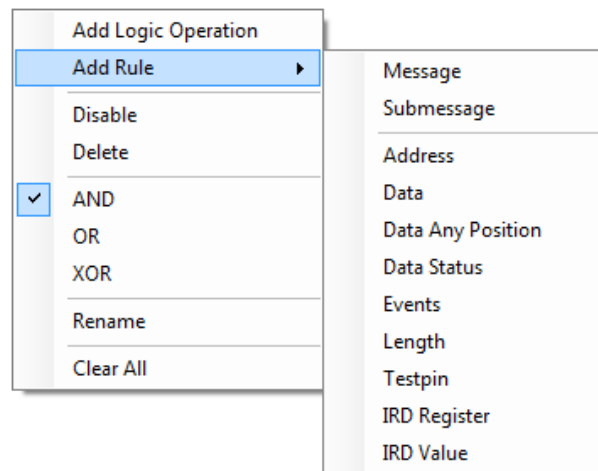 Add Logic Operation
Add Rule
Disable
Delete
AND
OR
XOR
Rename
Clear All
Message
Submessage
Address
Data
Data Any Position
Data Status
Events
Length
Testpin
IRD Register
IRD Value